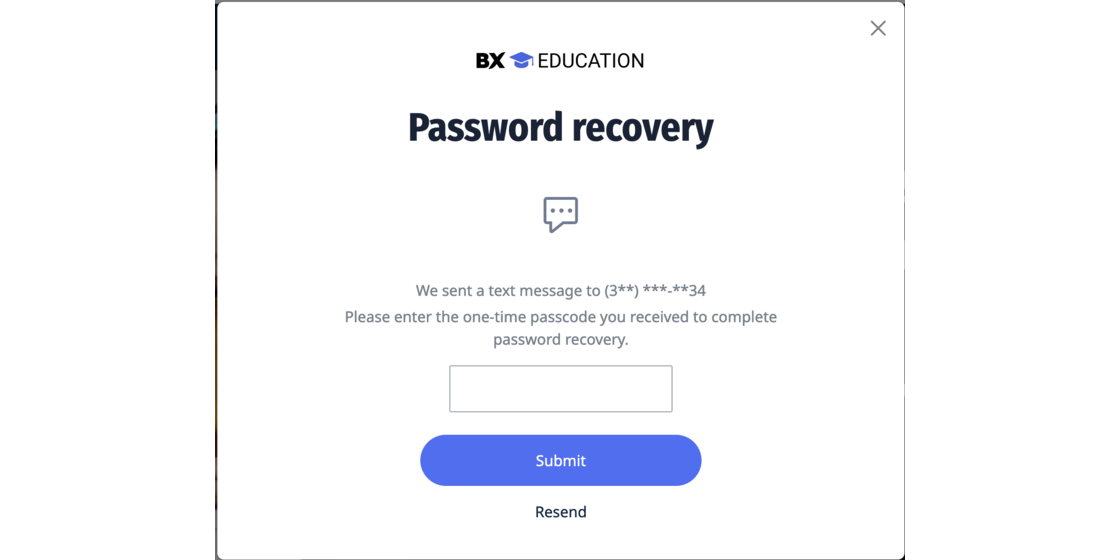 BX EDUCATION
Password recovery
We sent a text message to (3**) ***-**34
Please enter the one-time passcode you received to complete
password recovery.
Submit
Resend